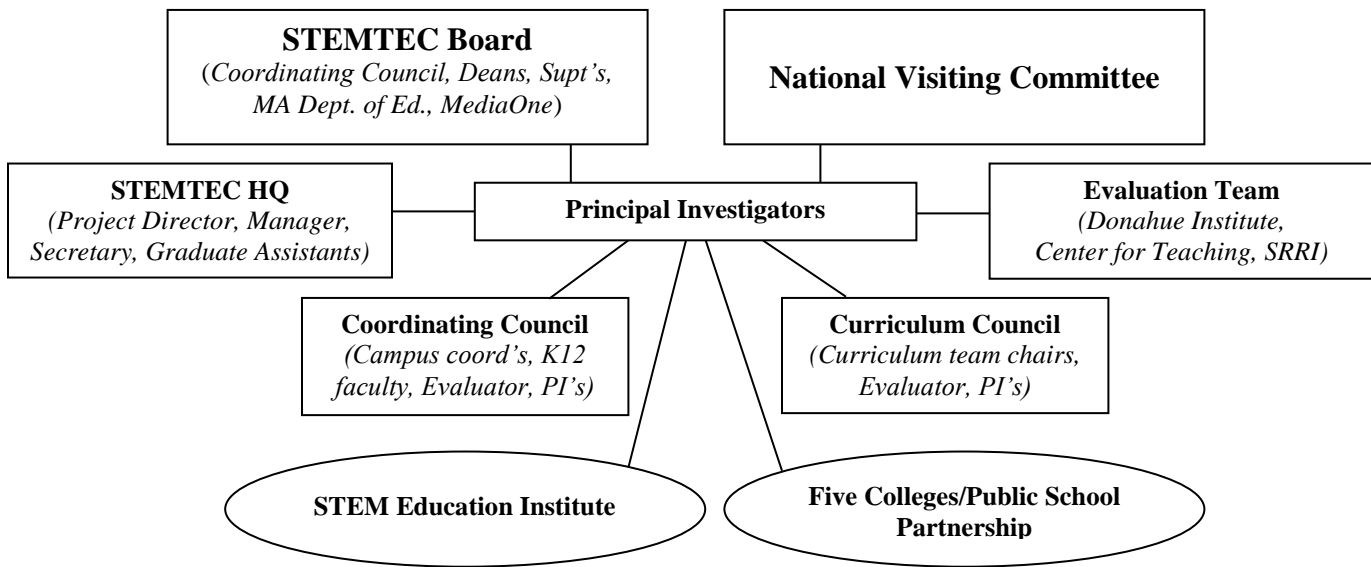 STEMTEC Board
(Coordinating Council, Deans, Supt’s,
MA Dept. of Ed., MediaOne)
National Visiting Committee
STEMTEC HQ
(Project Director, Manager,
Secretary, Graduate Assistants)
Principal Investigators
Evaluation Team
(Donahue Institute,
Center for Teaching, SRRI)
Coordinating Council
(Campus coord’s, K12
faculty, Evaluator, PI’s)
Curriculum Council
(Curriculum team chairs,
Evaluator, PI’s)
STEM Education Institute
Five Colleges/Public School
Partnership